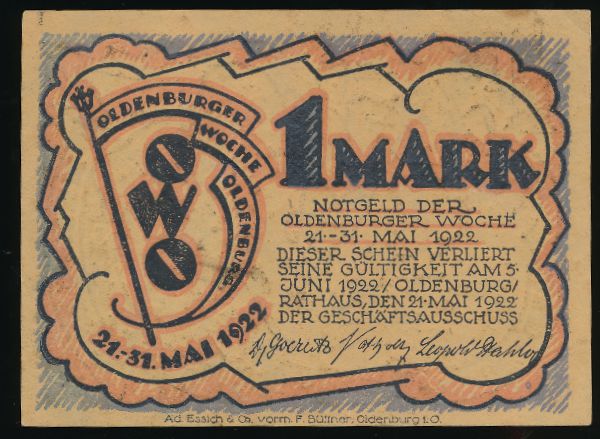 OLDENBURGER
WOCHE
OLDENBURG
OWO
21.-31. MAI 1922
1 MARK
NOTGELD DER
OLDENBURGER WOCHE
21.-31. MAI 1922
DIESER SCHEIN VERLIERT
SEINE GÜLTIGKEIT AM 5.
JUNI 1922/OLDENBURG/
RATHAUS, DEN 21. MAI 1922
DER GESCHÄFTSAUSSCHUSS
Leopold
Ad. Essich & Co. vorm. F. Büttner, Oldenburg i.O.